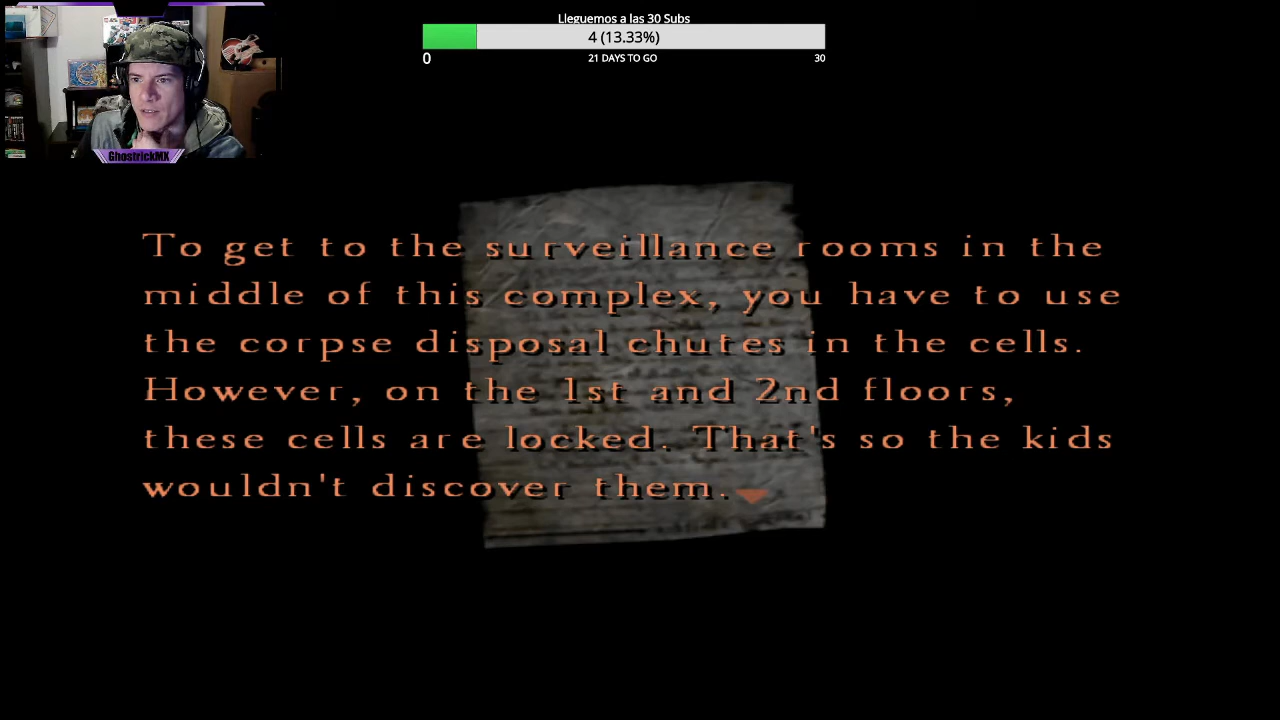 Lleguemos a las 30 Subs
4 (13.33%)
0
21 DAYS TO GO
30
GhostrickMX
To get to the surveillance rooms in the
middle of this complex, you have to use
the corpse disposal chutes in the cells.
However, on the 1st and 2nd floors,
these cells are locked. That's so the kids
wouldn't discover them.